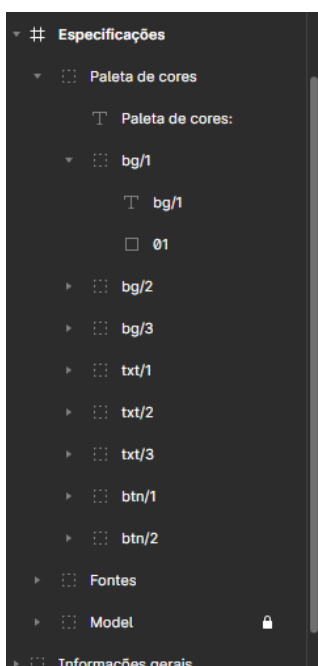 Especificações
Paleta de cores
Paleta de cores:
bg/1
bg/1
01
bg/2
bg/3
txt/1
txt/2
txt/3
btn/1
btn/2
Fontes
Model
Informações gerais